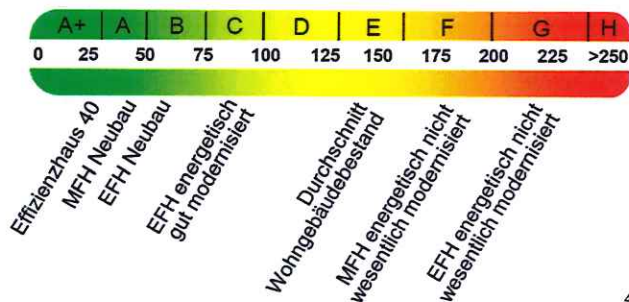 A+ A B C D E F G H
0 25 50 75 100 125 150 175 200 225 >250
Effizienzhaus 40
MFH Neubau
EFH Neubau
EFH energetisch
gut modernisiert
Durchschnitt
Wohngebäudebestand
MFH energetisch nicht
wesentlich modernisiert
EFH energetisch nicht
wesentlich modernisiert